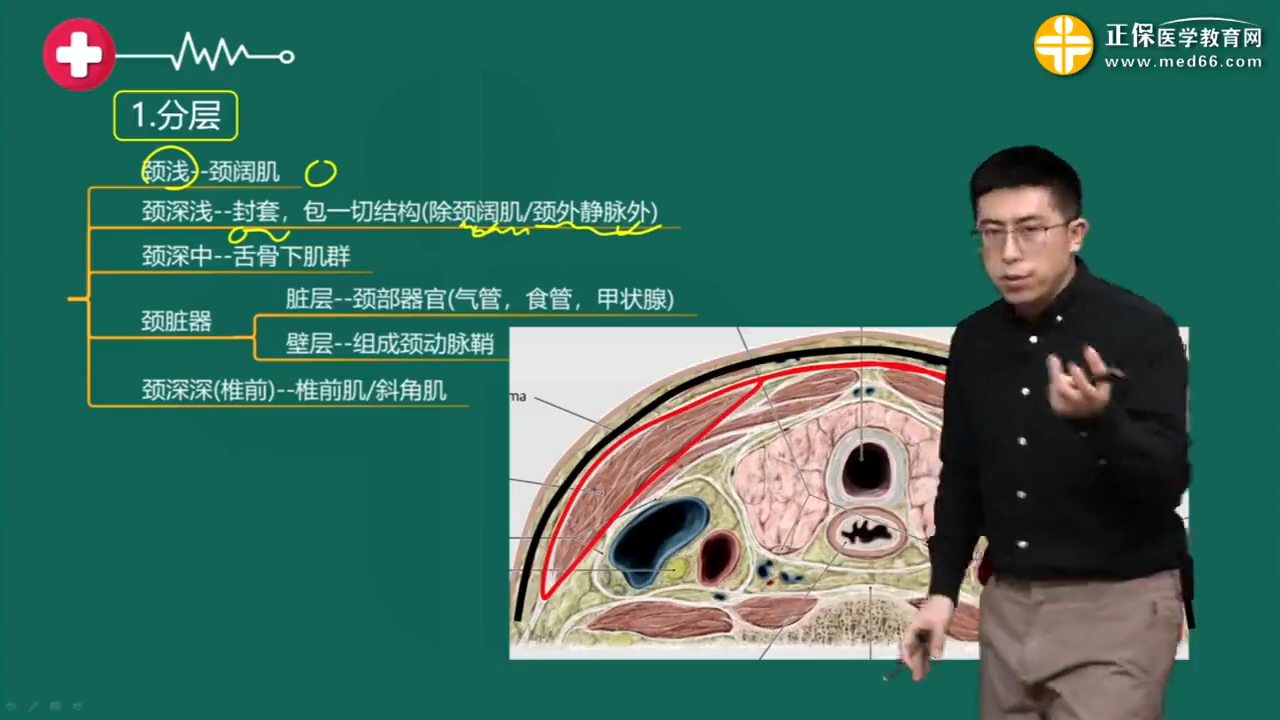 正保医学教育网
www.med66.com
1.分层
颈浅--颈阔肌
颈深浅--封套，包一切结构(除颈阔肌/颈外静脉外)
颈深中--舌骨下肌群
颈脏器
脏层--颈部器官(气管，食管，甲状腺)
壁层--组成颈动脉鞘
颈深深(椎前)--椎前肌/斜角肌
ma